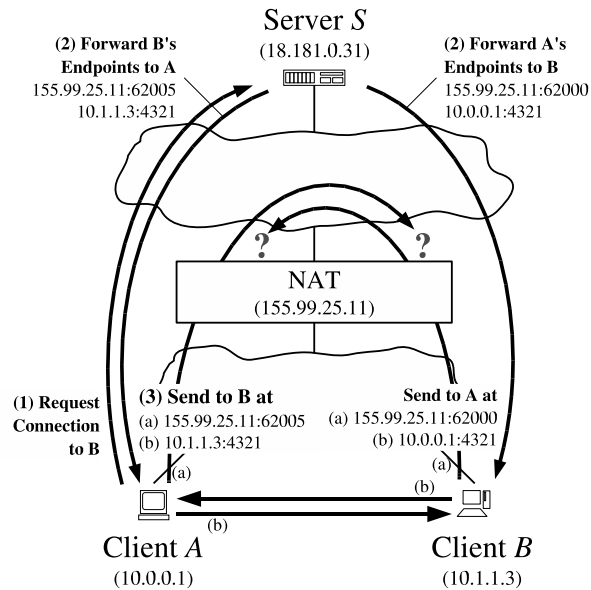 Server S
(18.181.0.31)
(2) Forward B's
Endpoints to A
155.99.25.11:62005
10.1.1.3:4321
(2) Forward A's
Endpoints to B
155.99.25.11:62000
10.0.0.1:4321
?
?
NAT
(155.99.25.11)
(1) Request
Connection
to B
(3) Send to B at
(a) 155.99.25.11:62005
(b) 10.1.1.3:4321
Send to A at
(a) 155.99.25.11:62000
(b) 10.0.0.1:4321
(a)
(a)
(b)
(b)
Client A
(10.0.0.1)
Client B
(10.1.1.3)